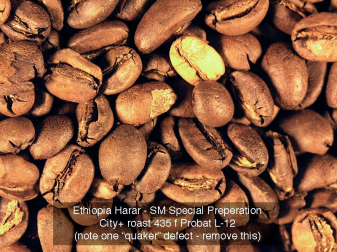 Ethiopia Harar - SM Special Preperation
City+ roast 435 f Probat L-12
(note one "quaker" defect - remove this)